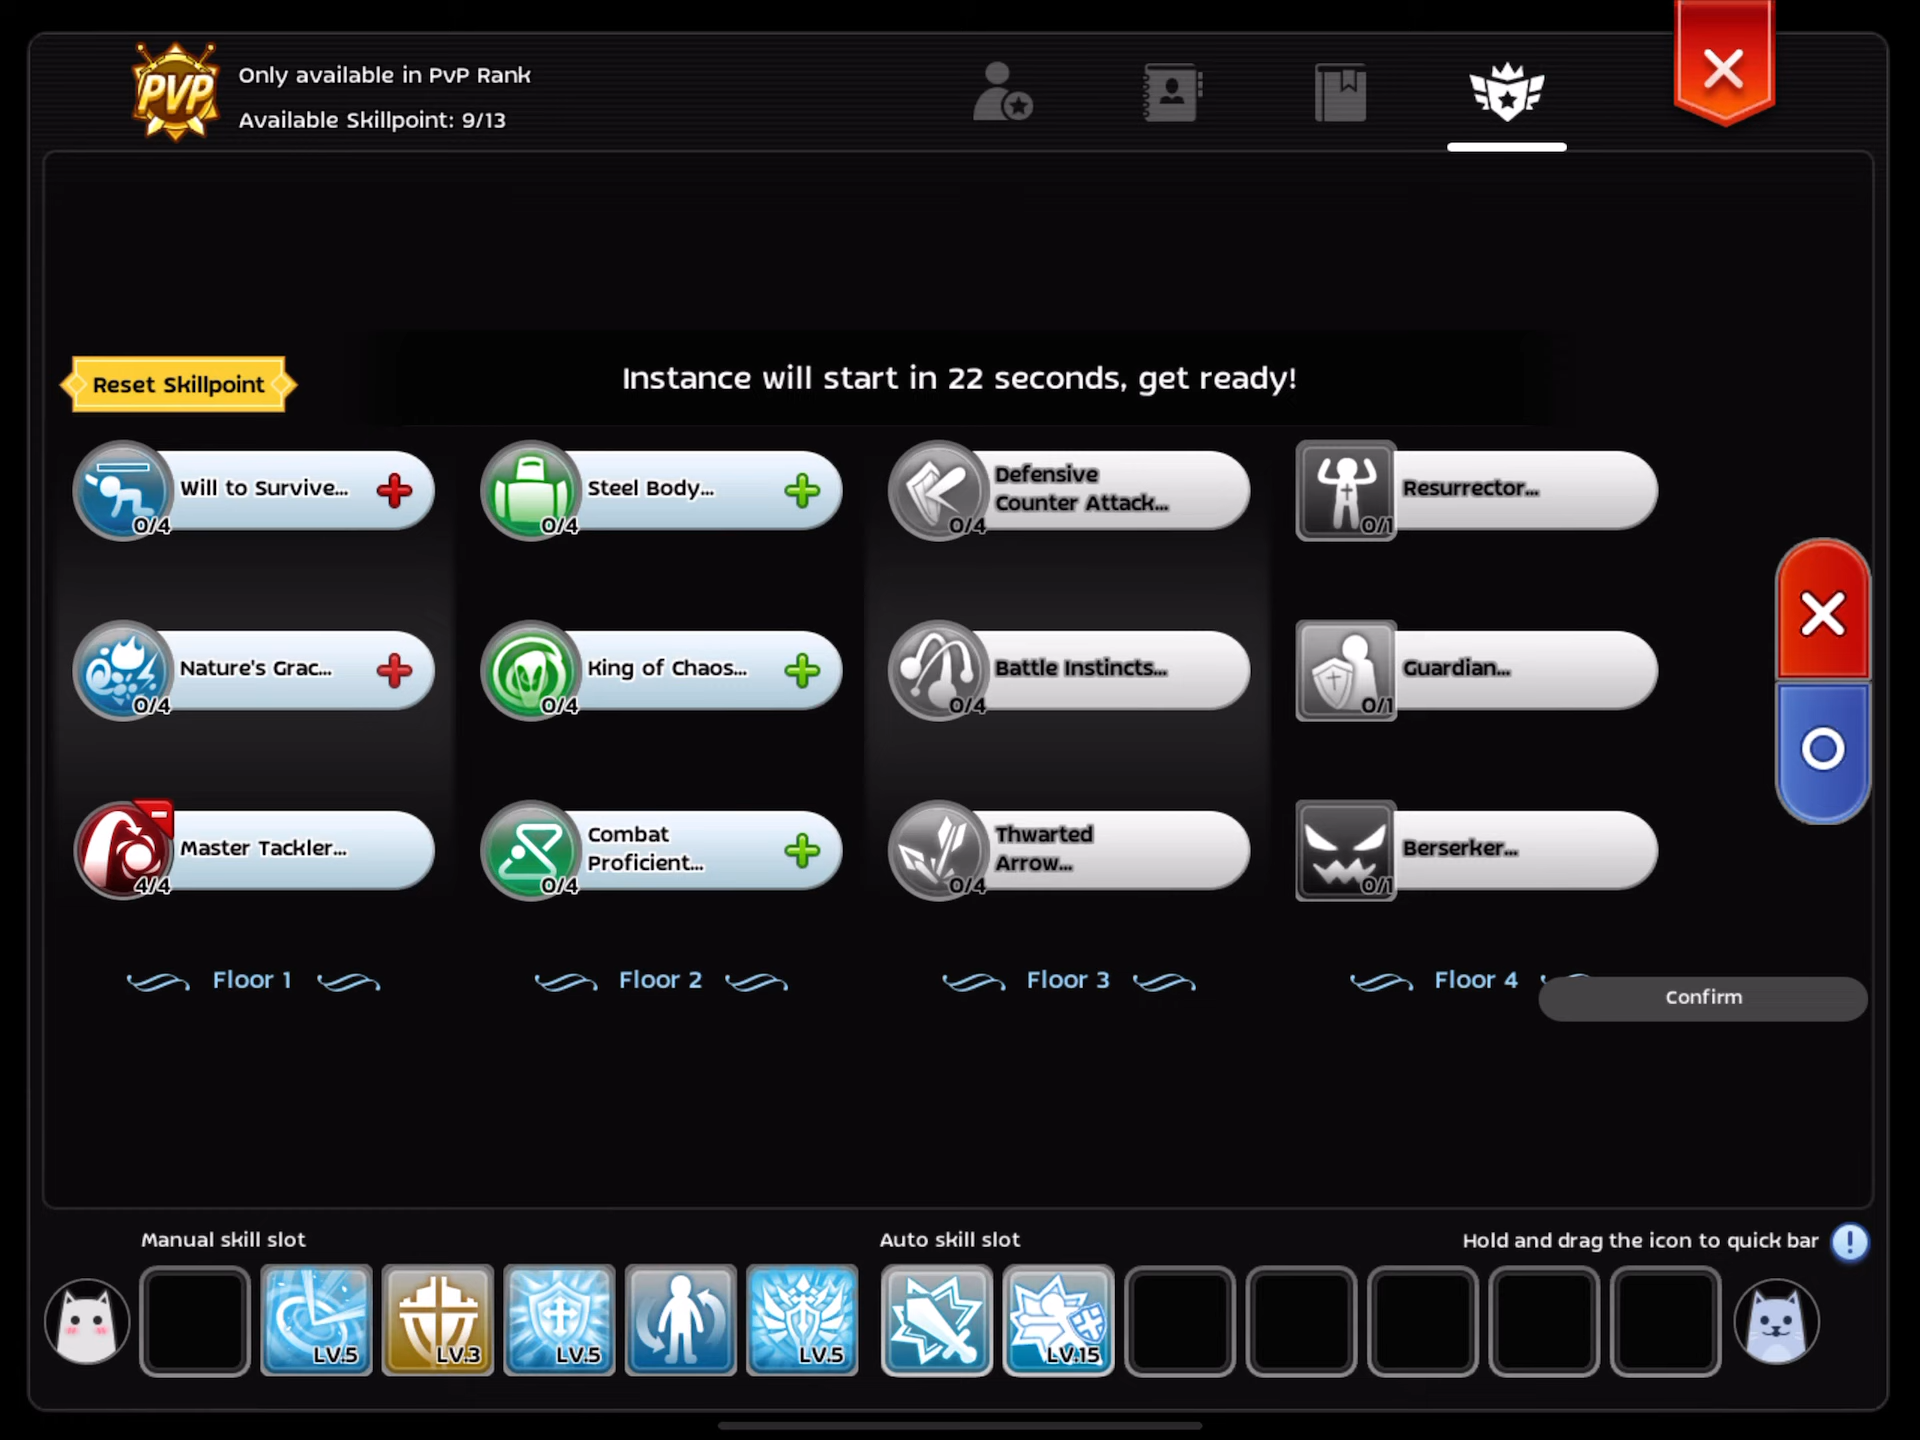 PVP
Only available in PvP Rank
Available Skillpoint: 9/13
Reset Skillpoint
Instance will start in 22 seconds, get ready!
Will to Survive...
0/4
Steel Body...
0/4
Defensive
Counter Attack...
0/4
Resurrector...
0/1
Nature's Grac...
0/4
King of Chaos...
0/4
Battle Instincts...
0/4
Guardian...
0/1
Master Tackler...
4/4
Combat
Proficient...
0/4
Thwarted
Arrow...
0/4
Berserker...
0/1
Floor 1
Floor 2
Floor 3
Floor 4
Confirm
Manual skill slot
Auto skill slot
Hold and drag the icon to quick bar
LV.5
LV.3
LV.5
LV.5
LV.15